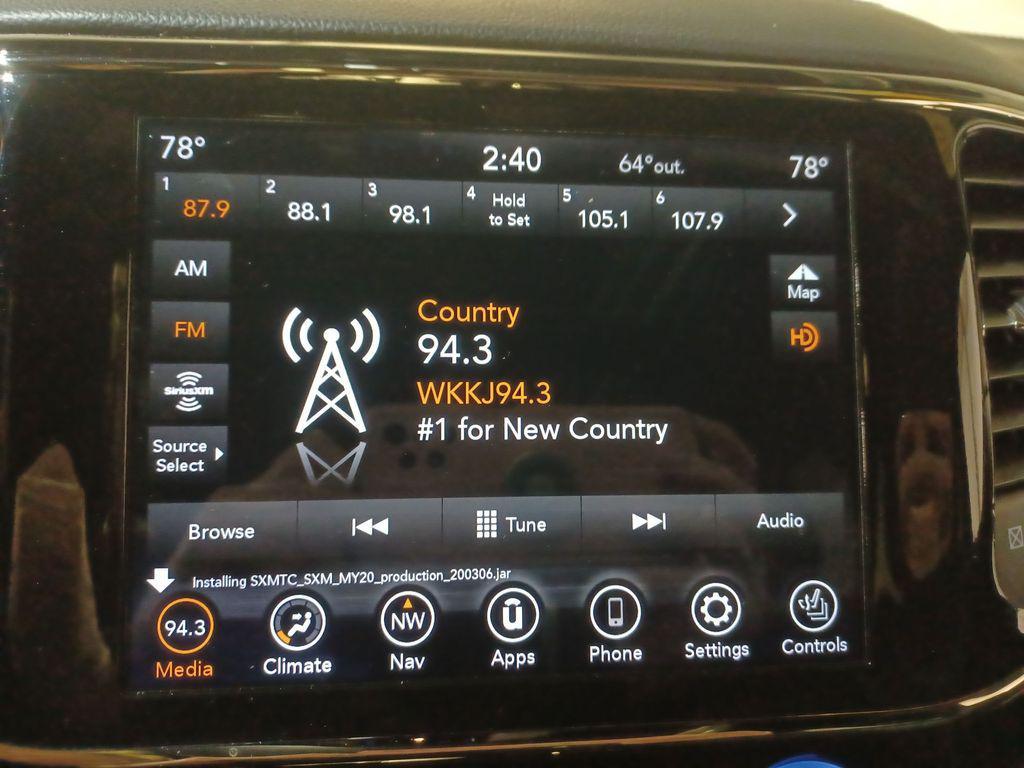 78° 2:40 64° out. 78°
1 87.9 2 88.1 3 98.1 4 Hold to Set 5 105.1 6 107.9
AM
FM
SiriusXM
Source
Select
Country
94.3
WKKJ94.3
#1 for New Country
Map
HD
Browse Tune Audio
Installing SXMTC_SXM_MY20_production_200306.jar
94.3 NW
Media Climate Nav Apps Phone Settings Controls